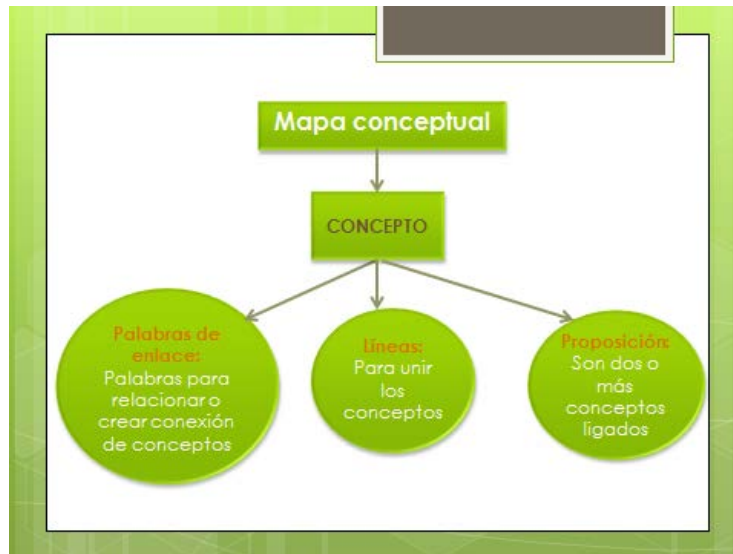 Mapa conceptual
CONCEPTO
Palabras de
enlace:
Palabras para
relacionar o
crear conexión
de conceptos
Líneas:
Para unir
los
conceptos
Proposición:
Son dos o
más
conceptos
ligados